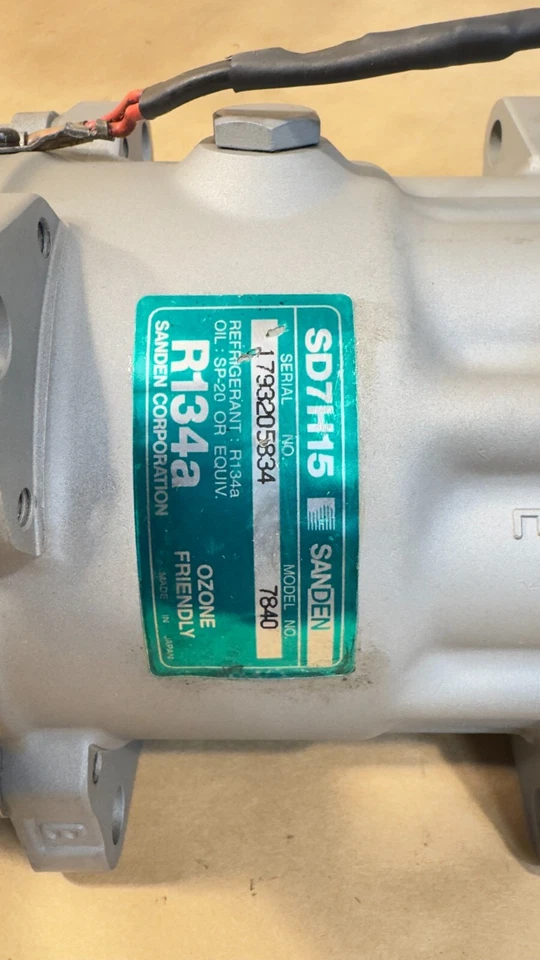 SD7H15 SANDEN
SERIAL NO. MODEL NO.
1793205834 7840
REFRIGERANT : R134a
OIL : SP-20 OR EQUIV.
R134a
OZONE
FRIENDLY
SANDEN CORPORATION
MADE IN JAPAN
E
B